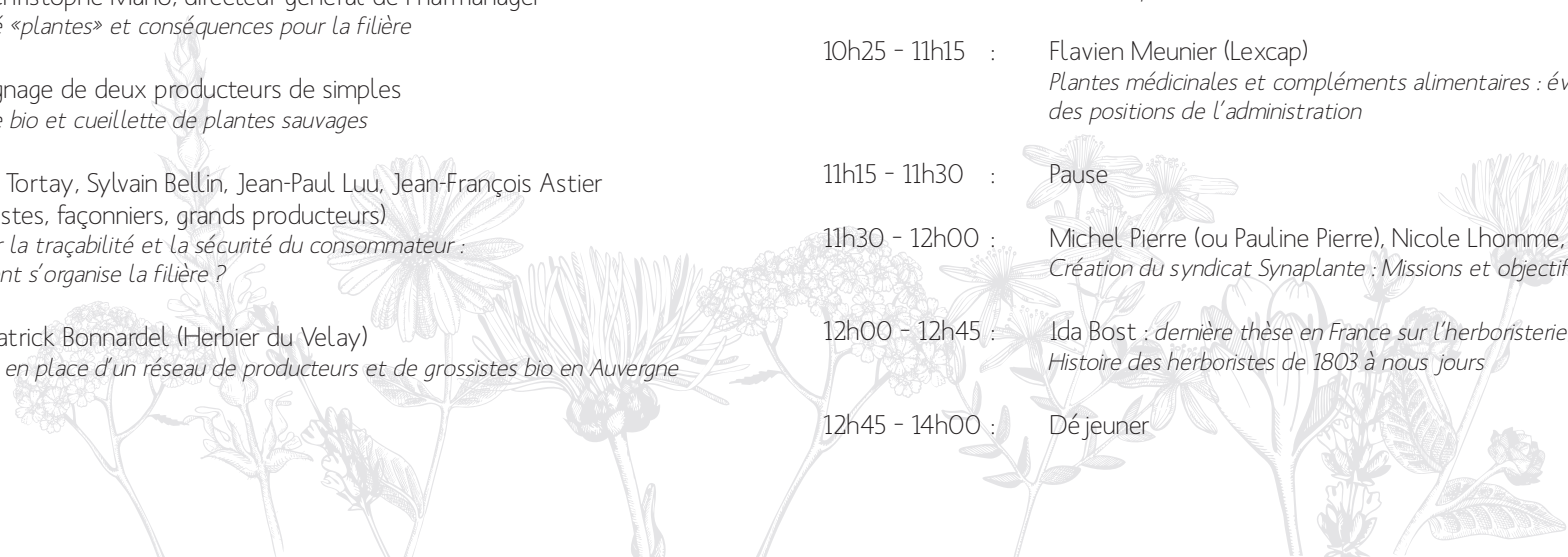 «plantes» et conséquences pour la filière
de deux producteurs de simples
bio et cueillette de plantes sauvages
Tortay, Sylvain Bellin, Jean-Paul Luu, Jean-François Astier
façonniers, grands producteurs)
la traçabilité et la sécurité du consommateur :
s'organise la filière ?
Bonnardel (Herbier du Velay)
en place d'un réseau de producteurs et de grossistes bio en Auvergne
10h25 - 11h15 : Flavien Meunier (Lexcap)
Plantes médicinales et compléments alimentaires :
des positions de l'administration
11h15 - 11h30 : Pause
11h30 - 12h00 : Michel Pierre (ou Pauline Pierre), Nicole Lhomme,
Création du syndicat Synaplante : Missions et
12h00 - 12h45 : Ida Bost : dernière thèse en France sur l'herboristerie
Histoire des herboristes de 1803 à nous jours
12h45 - 14h00 : Déjeuner